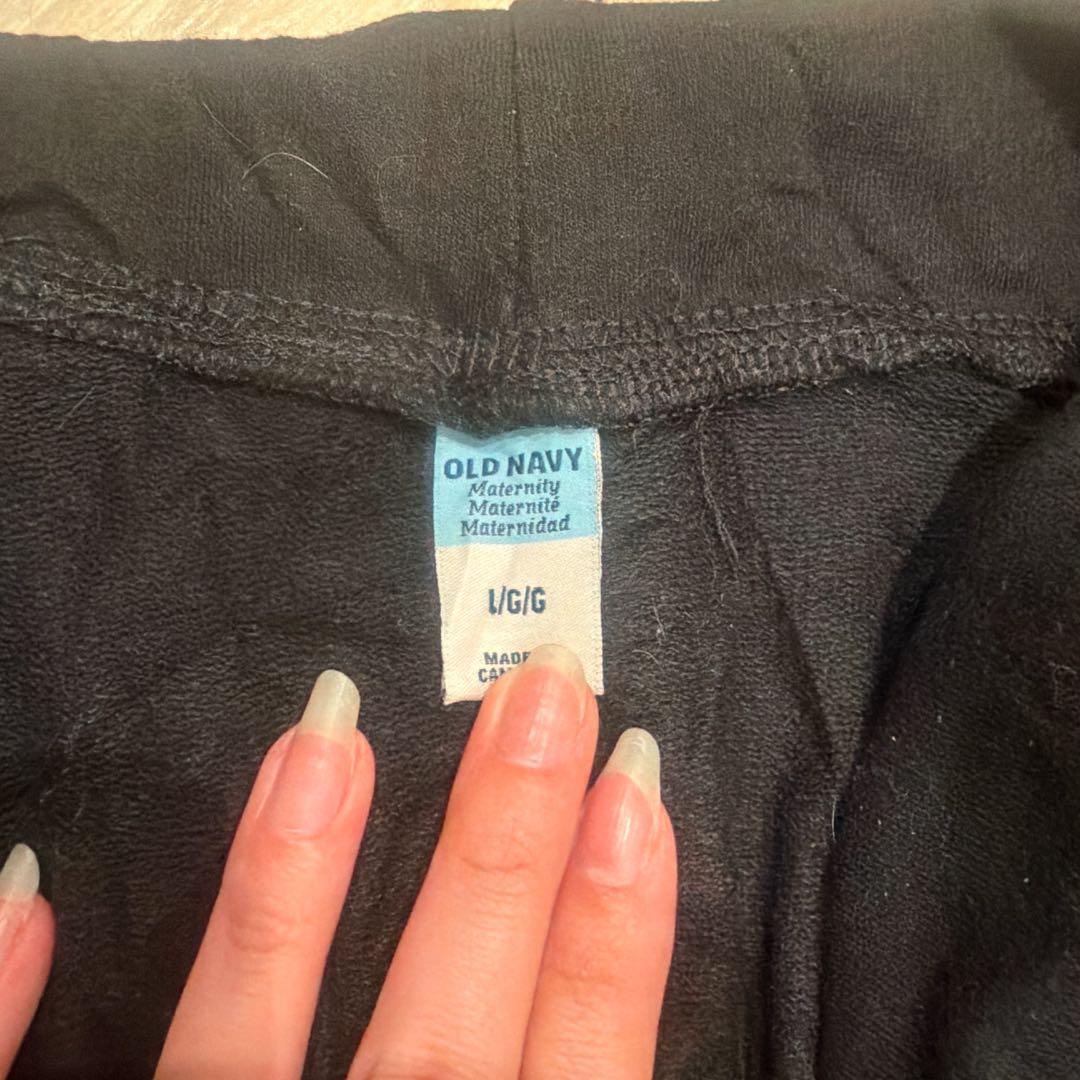 OLD NAVY
Maternity
Maternité
Maternidad
L/G/G
MADE